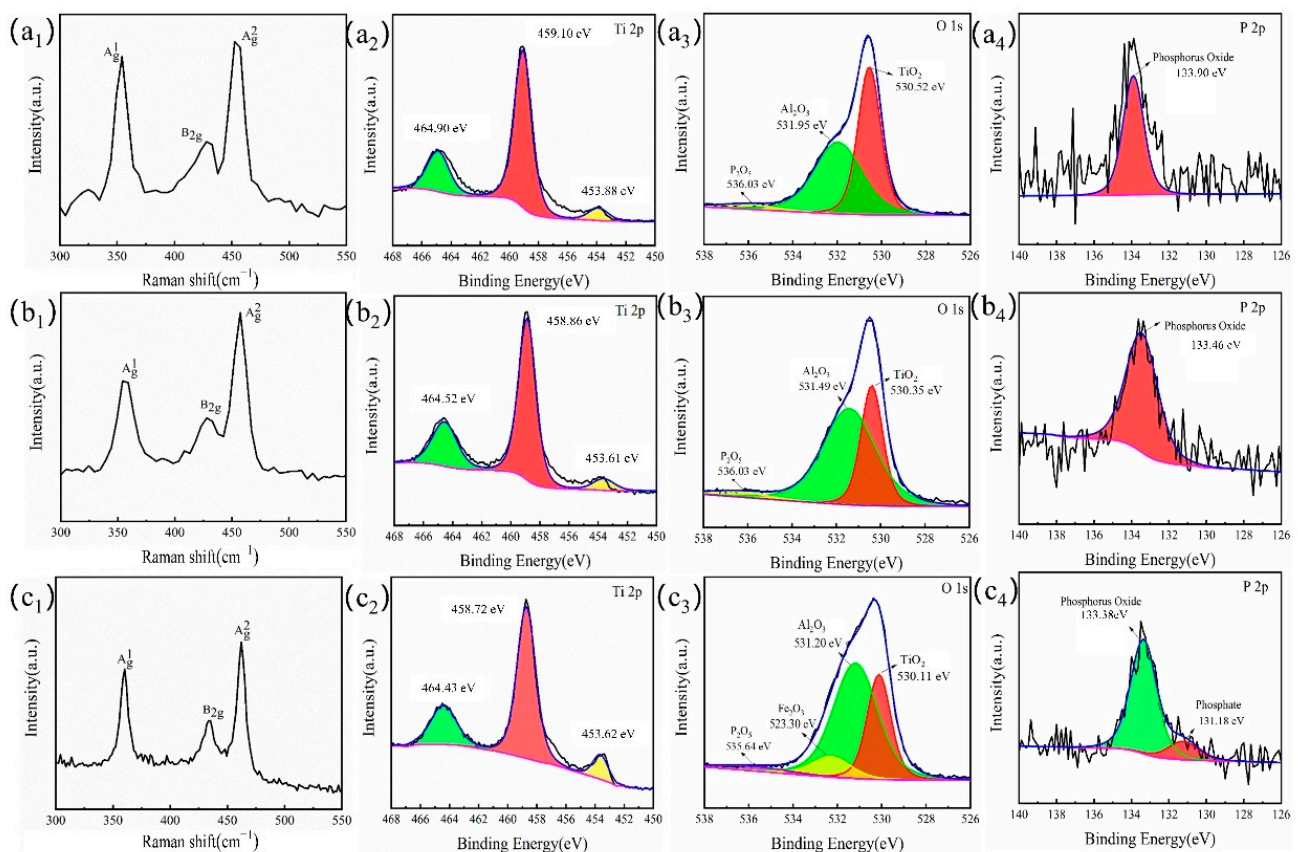 (a1)
Ag1
B2g
Ag2
Intensity(a.u.)
300 350 400 450 500 550
Raman shift(cm−1)
(a2)
Ti 2p
459.10 eV
464.90 eV
453.88 eV
Intensity(a.u.)
468 466 464 462 460 458 456 454 452 450
Binding Energy(eV)
(a3)
O 1s
TiO2
530.52 eV
Al2O3
531.95 eV
P2O5
536.03 eV
Intensity(a.u.)
538 536 534 532 530 528 526
Binding Energy(eV)
(a4)
P 2p
Phosphorus Oxide
133.90 eV
Intensity(a.u.)
140 138 136 134 132 130 128 126
Binding Energy(eV)
(b1)
Ag1
B2g
Ag2
Intensity(a.u.)
300 350 400 450 500 550
Raman shift(cm1)
(b2)
Ti 2p
458.86 eV
464.52 eV
453.61 eV
Intensity(a.u.)
468 466 464 462 460 458 456 454 452 450
Binding Energy(eV)
(b3)
O 1s
Al2O3
531.49 eV
TiO2
530.35 eV
P2O5
536.03 eV
Intensity(a.u.)
538 536 534 532 530 528 526
Binding Energy(eV)
(b4)
P 2p
Phosphorus Oxide
133.46 eV
Intensity(a.u.)
140 138 136 134 132 130 128 126
Binding Energy(eV)
(c1)
Ag1
B2g
Ag2
Intensity(a.u.)
300 350 400 450 500 550
Raman shift(cm−1)
(c2)
Ti 2p
458.72 eV
464.43 eV
453.62 eV
Intensity(a.u.)
468 466 464 462 460 458 456 454 452 450
Binding Energy(eV)
(c3)
O 1s
Al2O3
531.20 eV
TiO2
530.11 eV
Fe2O3
523.30 eV
P2O5
535.64 eV
Intensity(a.u.)
538 536 534 532 530 528 526
Binding Energy(eV)
(c4)
P 2p
Phosphorus Oxide
133.38eV
Phosphate
131.18 eV
Intensity(a.u.)
140 138 136 134 132 130 128 126
Binding Energy(eV)